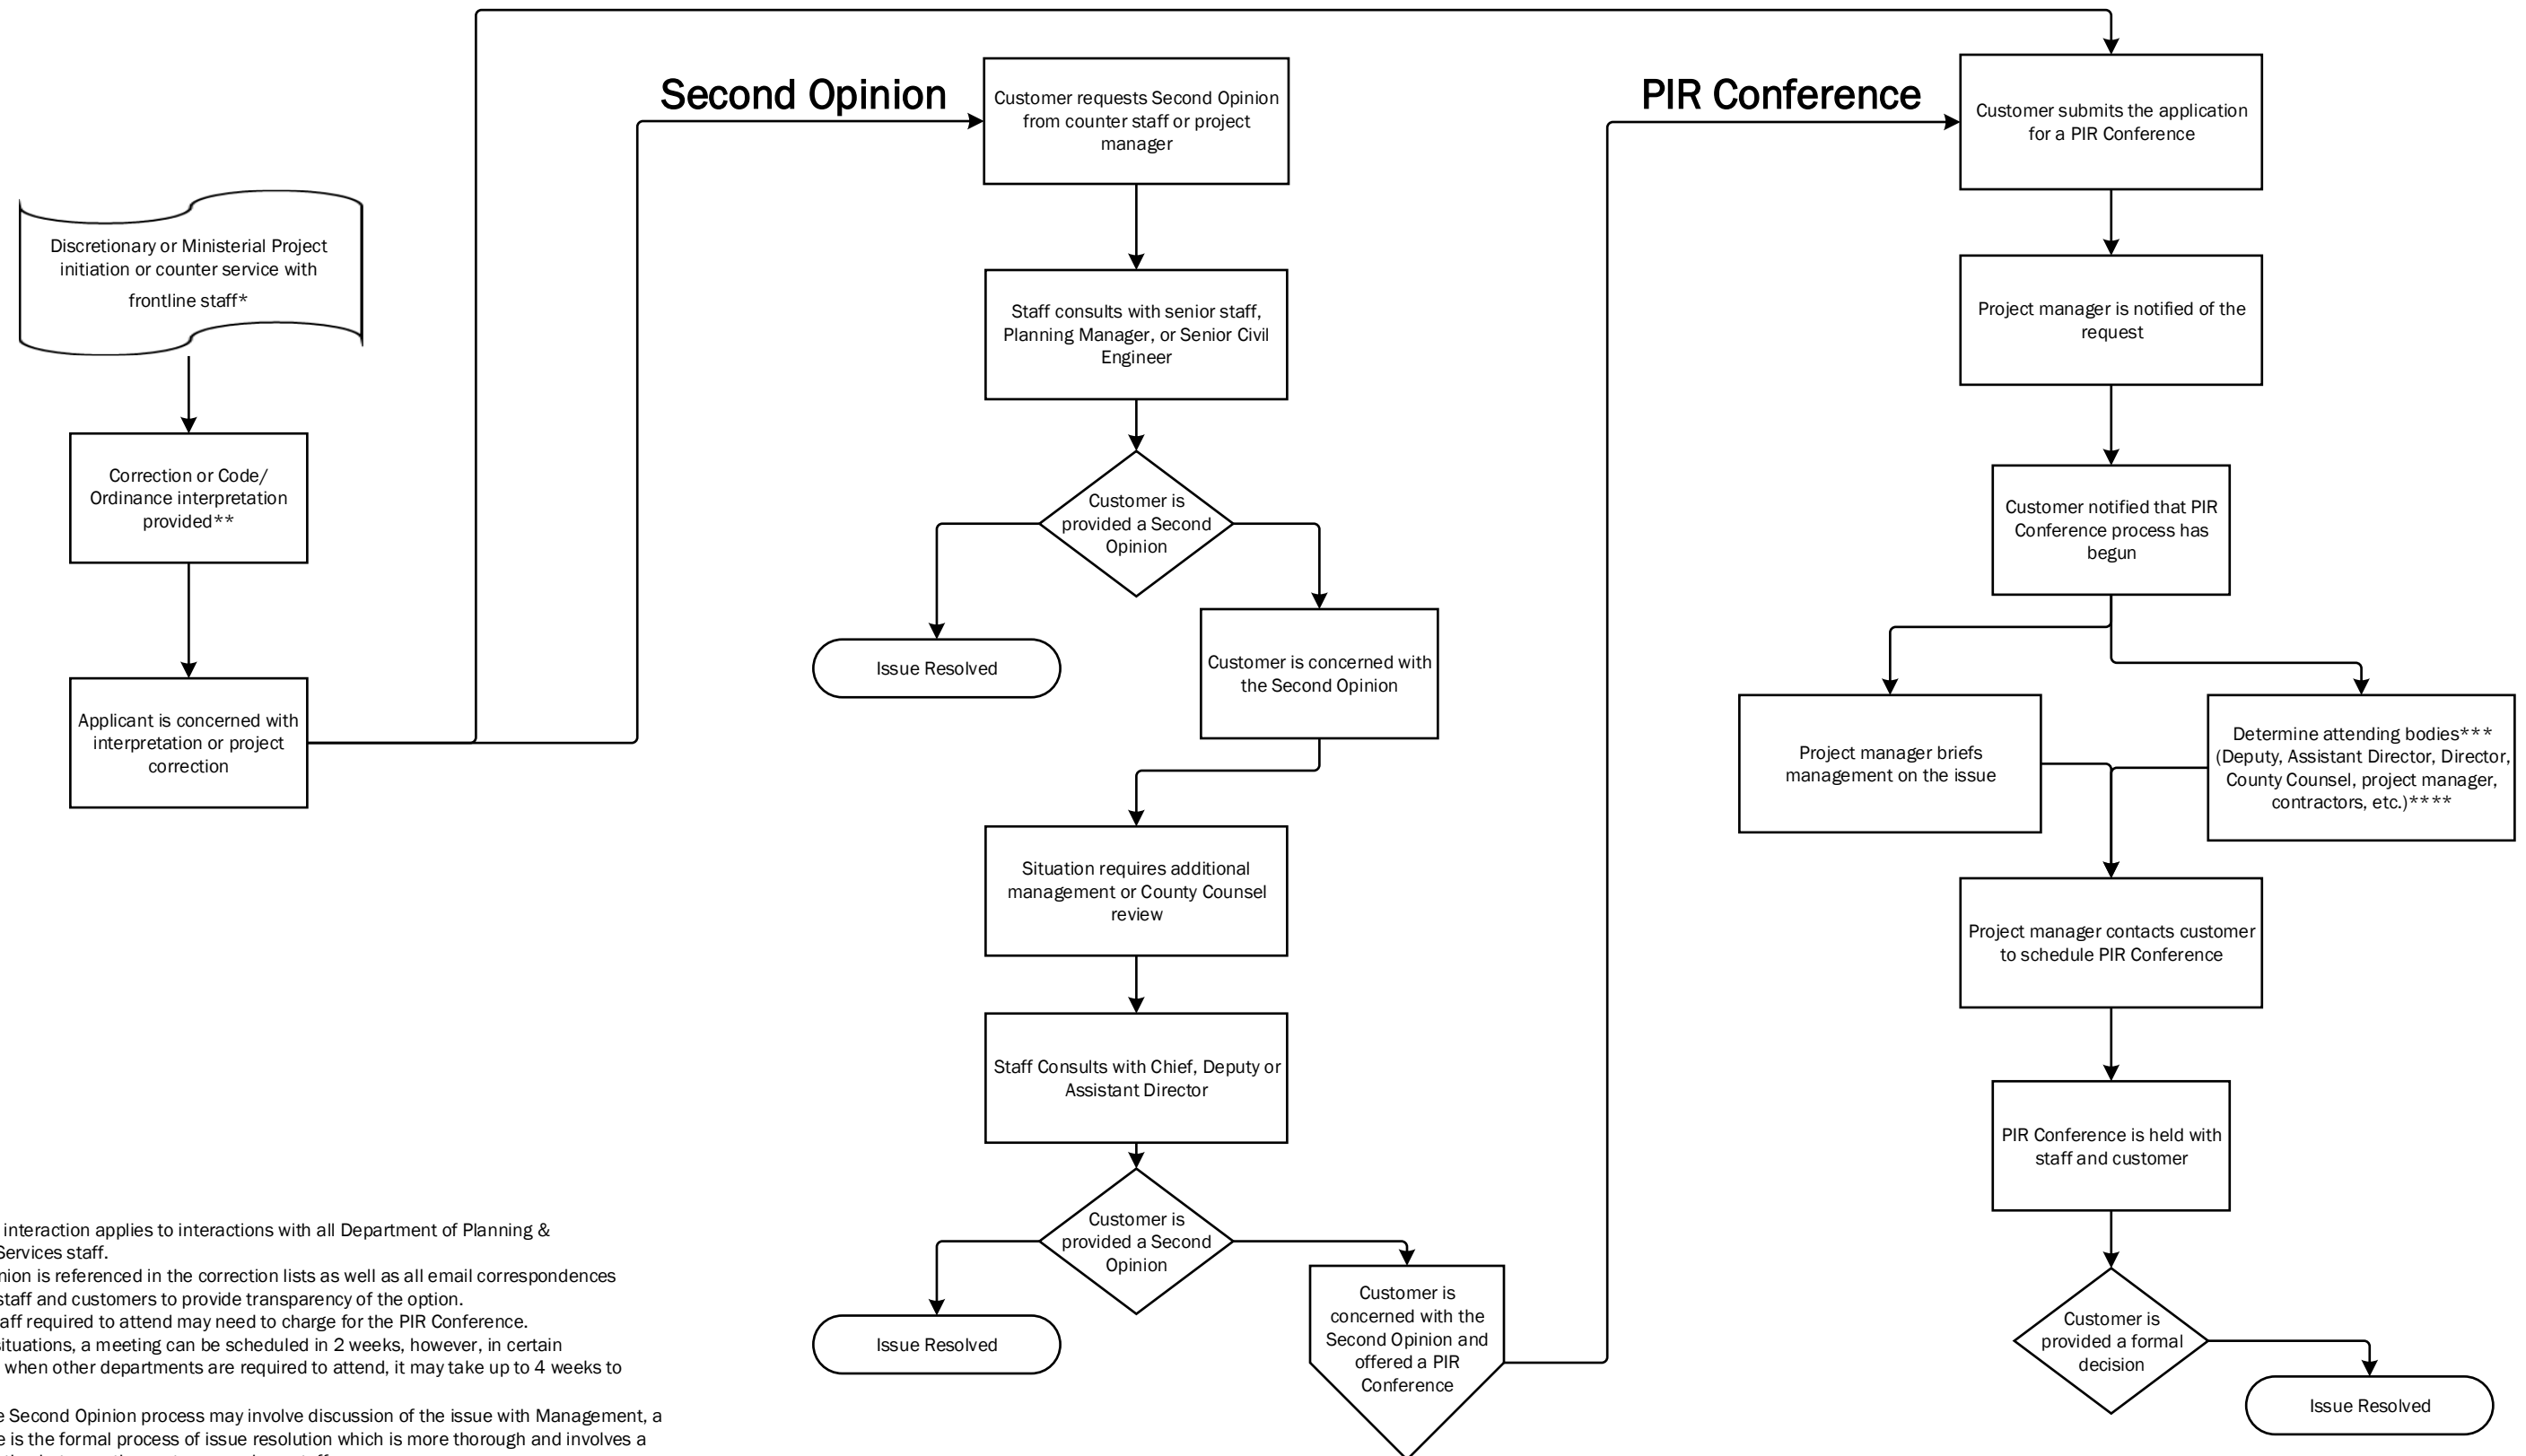 Discretionary or Ministerial Project
initiation or counter service with
frontline staff*
Correction or Code/
Ordinance interpretation
provided**
Applicant is concerned with
interpretation or project
correction
Second Opinion
Customer requests Second Opinion
from counter staff or project
manager
Staff consults with senior staff,
Planning Manager, or Senior Civil
Engineer
Customer is
provided a Second
Opinion
Issue Resolved
Customer is concerned with
the Second Opinion
Situation requires additional
management or County Counsel
review
Staff Consults with Chief, Deputy or
Assistant Director
Customer is
provided a Second
Opinion
Issue Resolved
Customer is
concerned with the
Second Opinion and
offered a PIR
Conference
PIR Conference
Customer submits the application
for a PIR Conference
Project manager is notified of the
request
Customer notified that PIR
Conference process has
begun
Project manager briefs
management on the issue
Determine attending bodies***
(Deputy, Assistant Director, Director,
County Counsel, project manager,
contractors, etc.)****
Project manager contacts customer
to schedule PIR Conference
PIR Conference is held with
staff and customer
Customer is
provided a formal
decision
Issue Resolved
interaction applies to interactions with all Department of Planning &
Services staff.
is referenced in the correction lists as well as all email correspondences
staff and customers to provide transparency of the option.
required to attend may need to charge for the PIR Conference.
situations, a meeting can be scheduled in 2 weeks, however, in certain
when other departments are required to attend, it may take up to 4 weeks to
Second Opinion process may involve discussion of the issue with Management, a
is the formal process of issue resolution which is more thorough and involves a